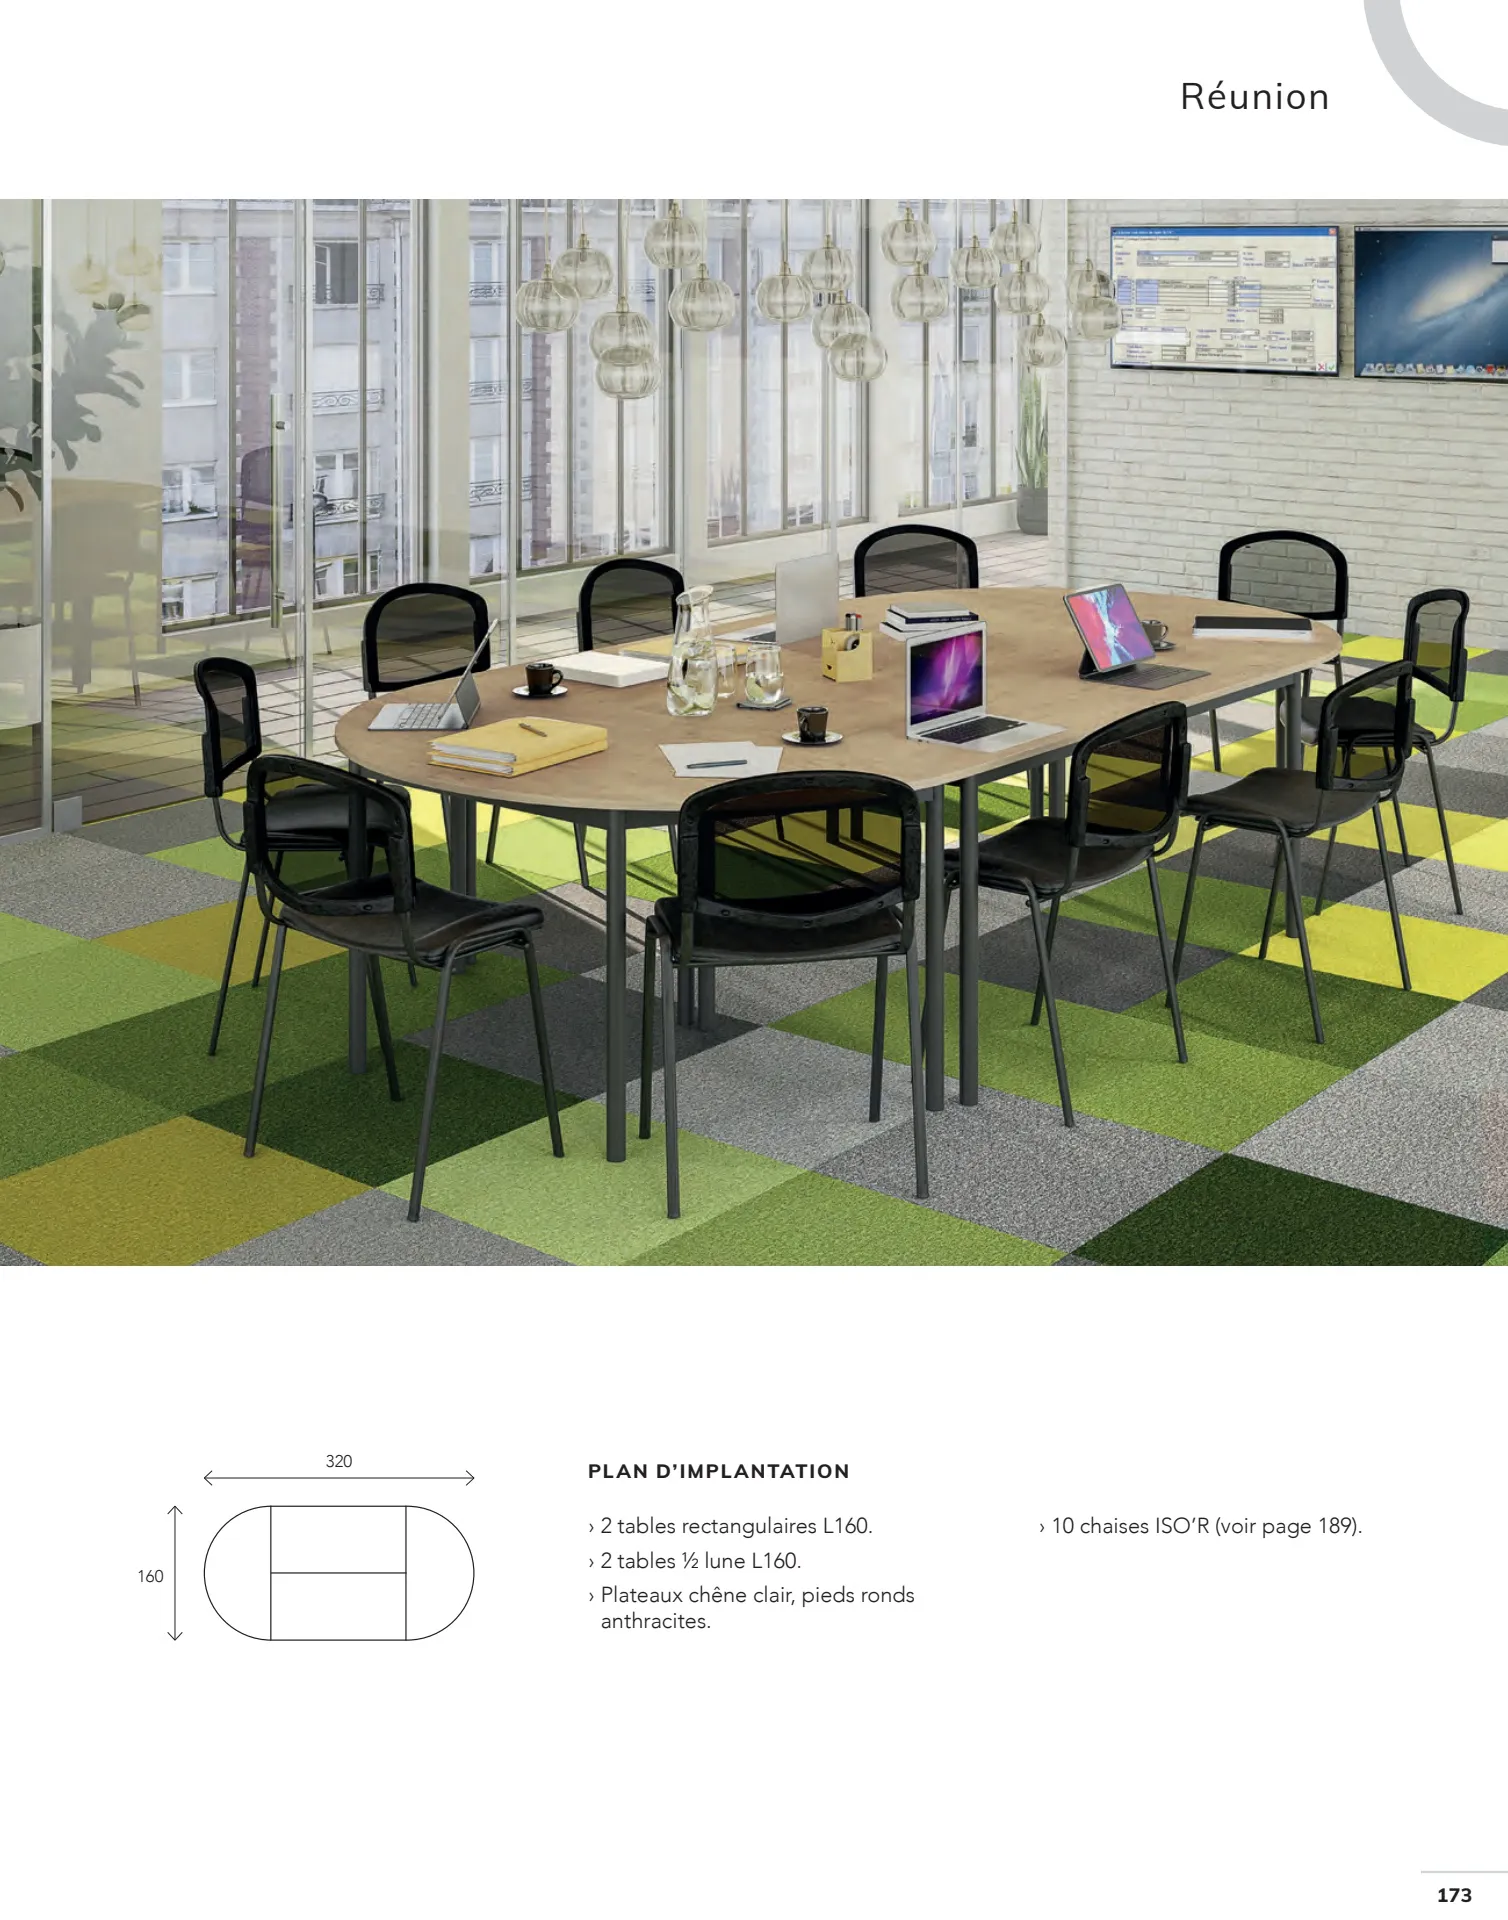 Réunion
320
160
PLAN D’IMPLANTATION
› 2 tables rectangulaires L160.
› 2 tables ½ lune L160.
› Plateaux chêne clair, pieds ronds
anthracites.
› 10 chaises ISO’R (voir page 189).
173